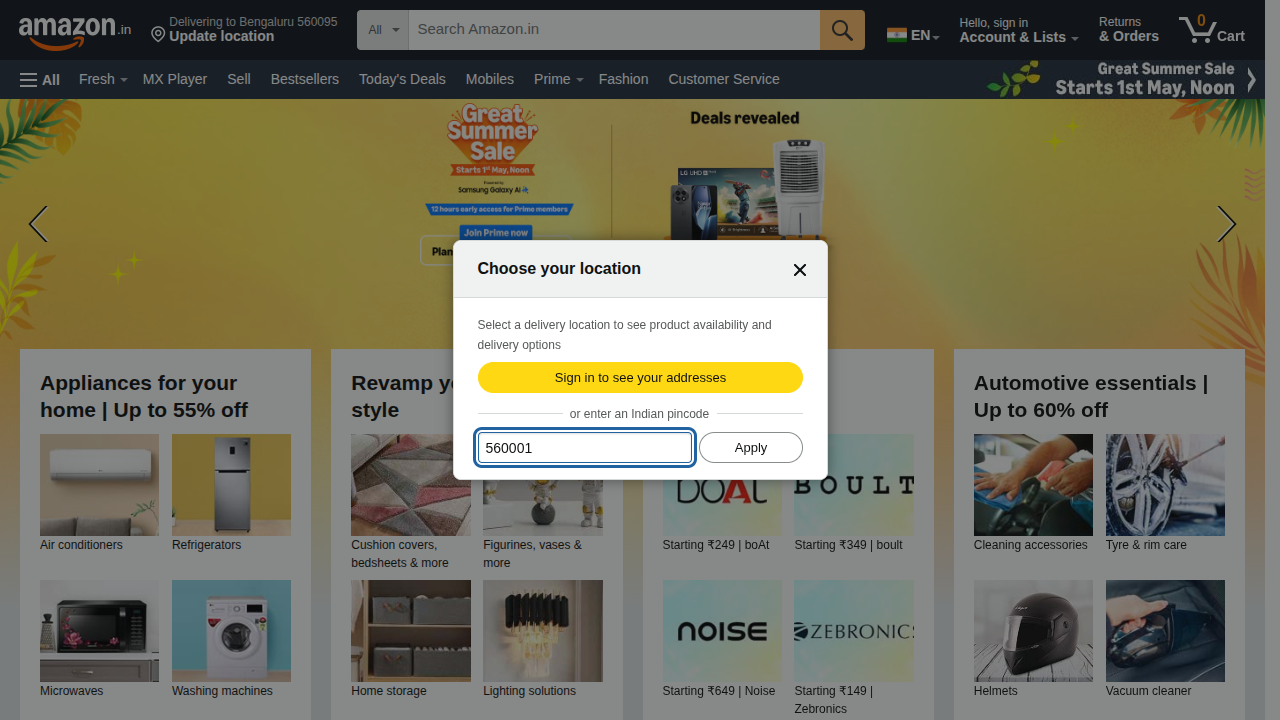 amazon.in
Delivering to Bengaluru 560095
Update location
All
Search Amazon.in
EN
Hello, sign in
Account & Lists
Returns
& Orders
0
Cart
All
Fresh
MX Player
Sell
Bestsellers
Today's Deals
Mobiles
Prime
Fashion
Customer Service
Great Summer Sale
Starts 1st May, Noon
Great
Summer
Sale
Starts 1st May, Noon
Powered by
Samsung Galaxy AI
12 hours early access for Prime members
Join Prime now
Plan
Deals revealed
LG UHD
Choose your location
Select a delivery location to see product availability and
delivery options
Sign in to see your addresses
or enter an Indian pincode
560001
Apply
Appliances for your
home | Up to 55% off
Air conditioners
Refrigerators
Microwaves
Washing machines
Revamp yo
style
Cushion covers,
bedsheets & more
Figurines, vases &
more
Home storage
Lighting solutions
boAt
BOULT
Starting ₹249 | boAt
Starting ₹349 | boult
noise
ZEBRONICS
Starting ₹649 | Noise
Starting ₹149 |
Zebronics
Automotive essentials |
Up to 60% off
Cleaning accessories
Tyre & rim care
Helmets
Vacuum cleaner